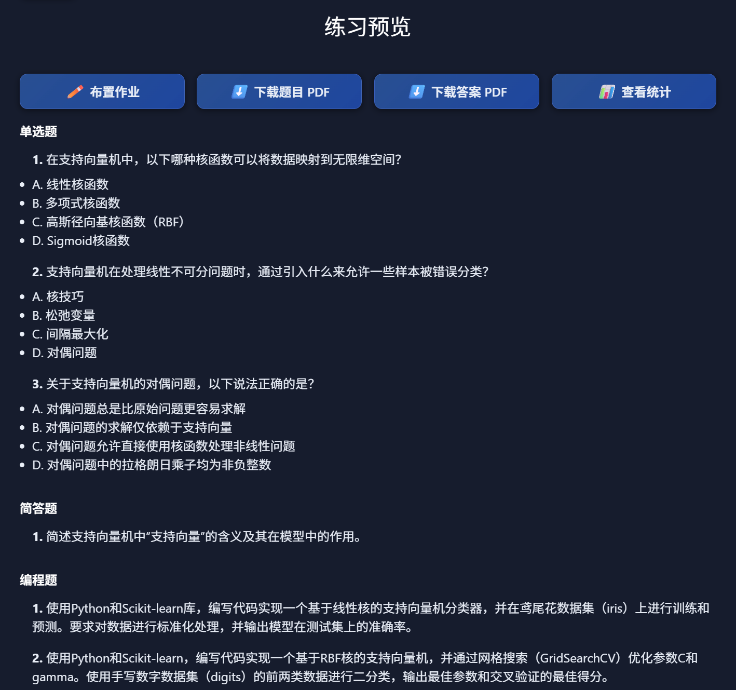 练习预览
布置作业
下载题目 PDF
下载答案 PDF
查看统计
单选题
1. 在支持向量机中，以下哪种核函数可以将数据映射到无限维空间？
A. 线性核函数
B. 多项式核函数
C. 高斯径向基核函数（RBF）
D. Sigmoid核函数
2. 支持向量机在处理线性不可分问题时，通过引入什么来允许一些样本被错误分类？
A. 核技巧
B. 松弛变量
C. 间隔最大化
D. 对偶问题
3. 关于支持向量机的对偶问题，以下说法正确的是？
A. 对偶问题总是比原始问题更容易求解
B. 对偶问题的求解仅依赖于支持向量
C. 对偶问题允许直接使用核函数处理非线性问题
D. 对偶问题中的拉格朗日乘子均为非负整数
简答题
1. 简述支持向量机中“支持向量”的含义及其在模型中的作用。
编程题
1. 使用Python和Scikit-learn库，编写代码实现一个基于线性核的支持向量机分类器，并在鸢尾花数据集（iris）上进行训练和
预测。要求对数据进行标准化处理，并输出模型在测试集上的准确率。
2. 使用Python和Scikit-learn，编写代码实现一个基于RBF核的支持向量机，并通过网格搜索（GridSearchCV）优化参数C和
gamma。使用手写数字数据集（digits）的前两类数据进行二分类，输出最佳参数和交叉验证的最佳得分。